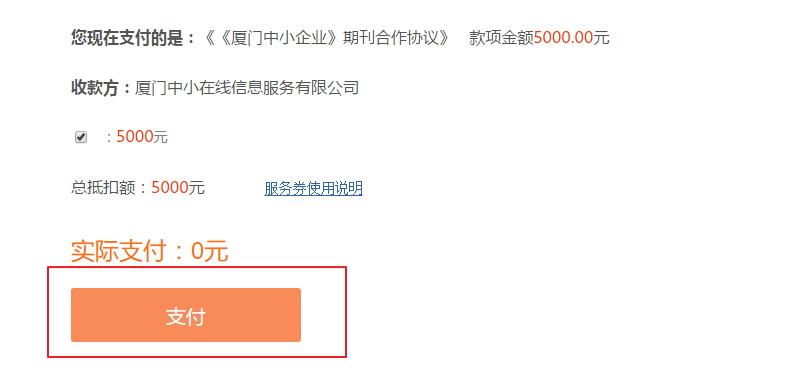 您现在支付的是：《《厦门中小企业》期刊合作协议》 款项金额5000.00元
收款方：厦门中小在线信息服务有限公司
：5000元
总抵扣额：5000元 服务券使用说明
实际支付：0元
支付